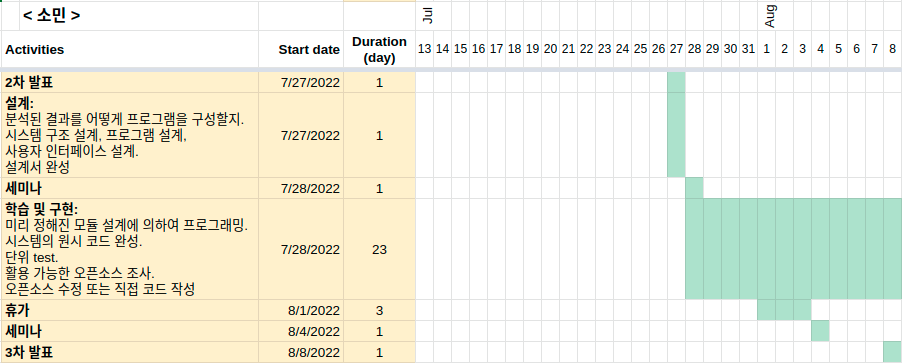 < 소민 >
Jul
Aug
Activities Start date Duration (day) 13 14 15 16 17 18 19 20 21 22 23 24 25 26 27 28 29 30 31 1 2 3 4 5 6 7 8
2차 발표 7/27/2022 1
설계:
분석된 결과를 어떻게 프로그램을 구성할지.
시스템 구조 설계, 프로그램 설계,
사용자 인터페이스 설계.
설계서 완성
7/27/2022 1
세미나 7/28/2022 1
학습 및 구현:
미리 정해진 모듈 설계에 의하여 프로그래밍.
시스템의 원시 코드 완성.
단위 test.
활용 가능한 오픈소스 조사.
오픈소스 수정 또는 직접 코드 작성
7/28/2022 23
휴가 8/1/2022 3
세미나 8/4/2022 1
3차 발표 8/8/2022 1